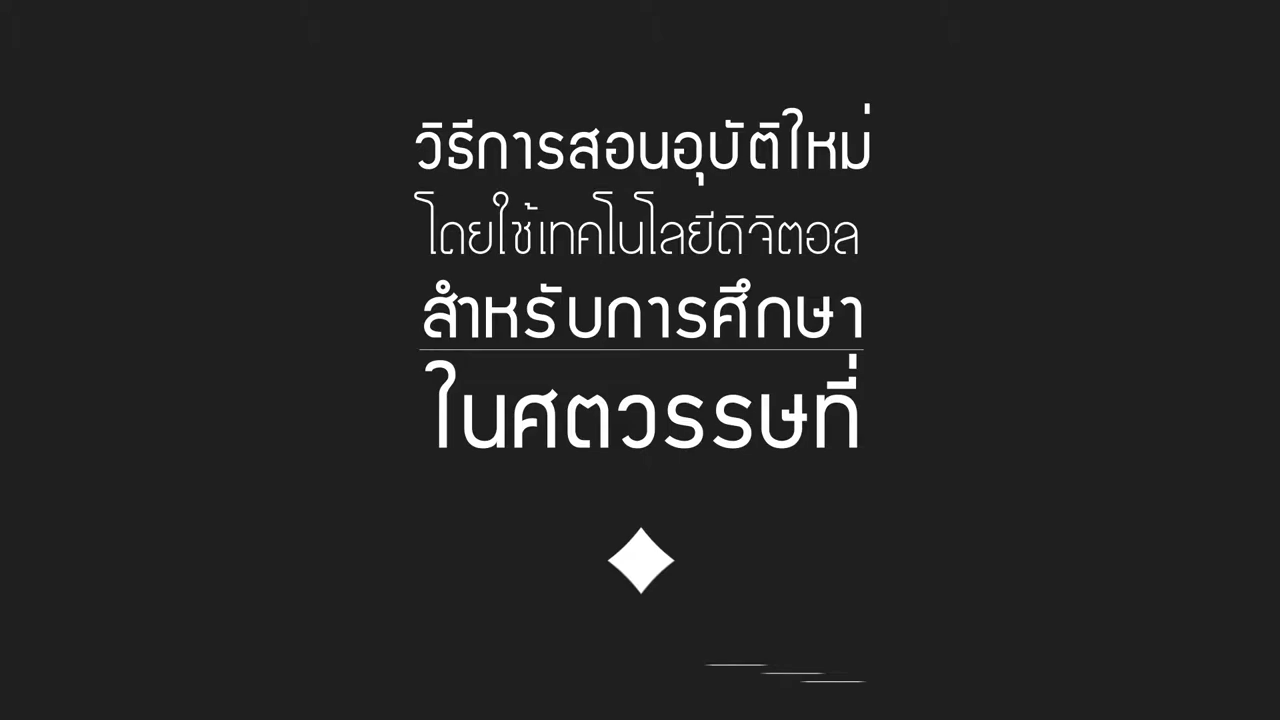 วิธีการสอนอุบัติใหม่
โดยใช้เทคโนโลยีดิจิตอล
สำหรับการศึกษา
ในศตวรรษที่